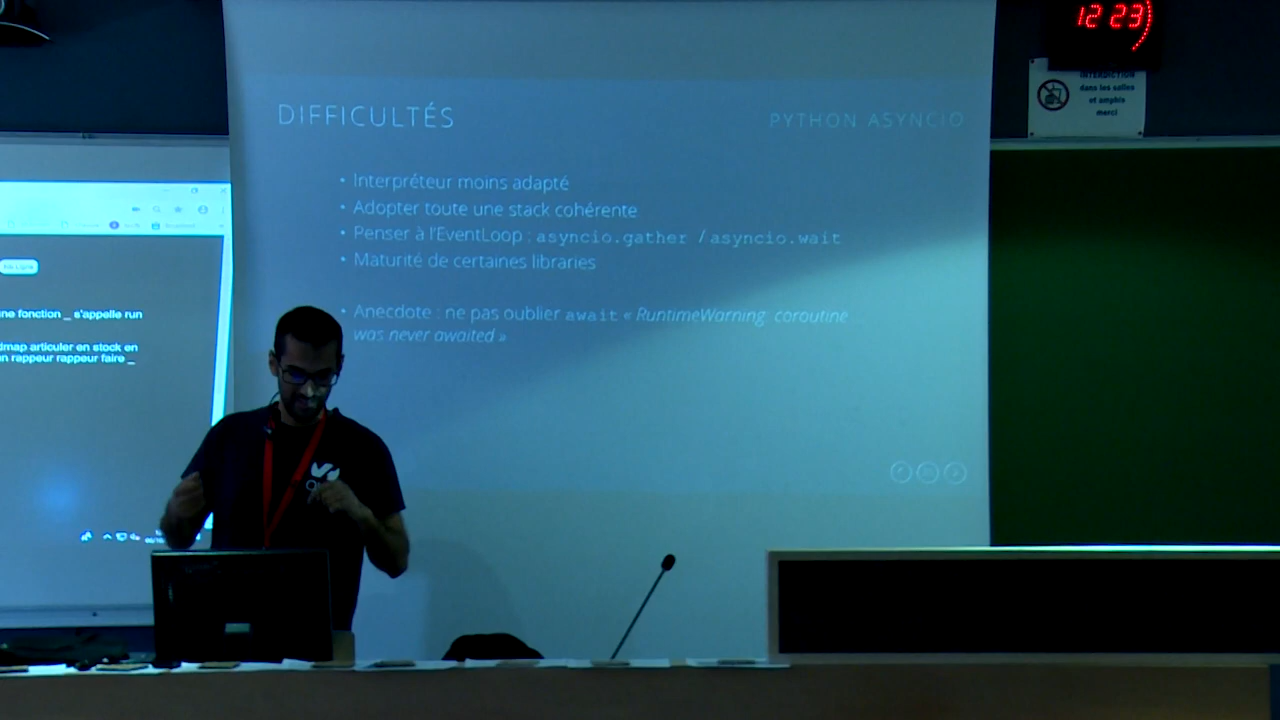 12 23
INTERDICTION
dans les salles
et amphis
merci
DIFFICULTÉS
PYTHON ASYNCIO
• Interpréteur moins adapté
• Adopter toute une stack cohérente
• Penser à l'EventLoop : asyncio.gather / asyncio.wait
• Maturité de certaines libraries
• Anecdote : ne pas oublier await « RuntimeWarning: coroutine
was never awaited »
ne fonction _ s'appelle run
map articuler en stock en
n rappeur rappeur faire _